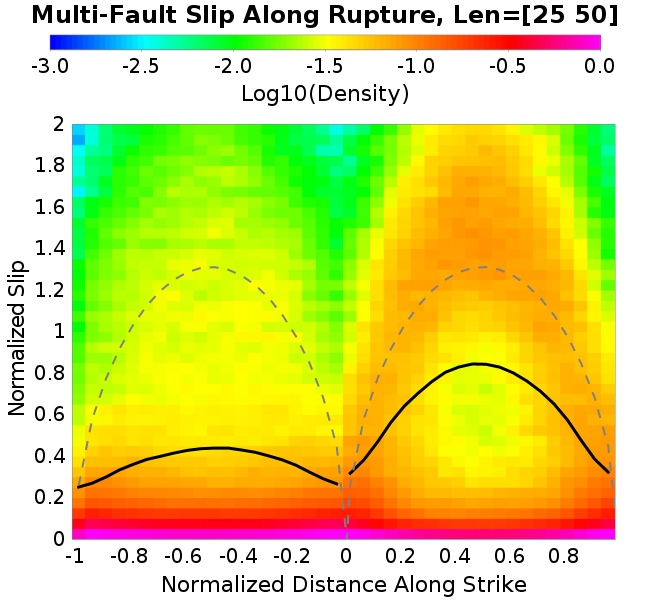 Multi-Fault Slip Along Rupture, Len=[25 50]
-3.0 -2.5 -2.0 -1.5 -1.0 -0.5 0.0
Log10(Density)
2
1.8
1.6
1.4
1.2
1
0.8
0.6
0.4
0.2
0
Normalized Slip
-1 -0.8 -0.6 -0.4 -0.2 0 0.2 0.4 0.6 0.8
Normalized Distance Along Strike